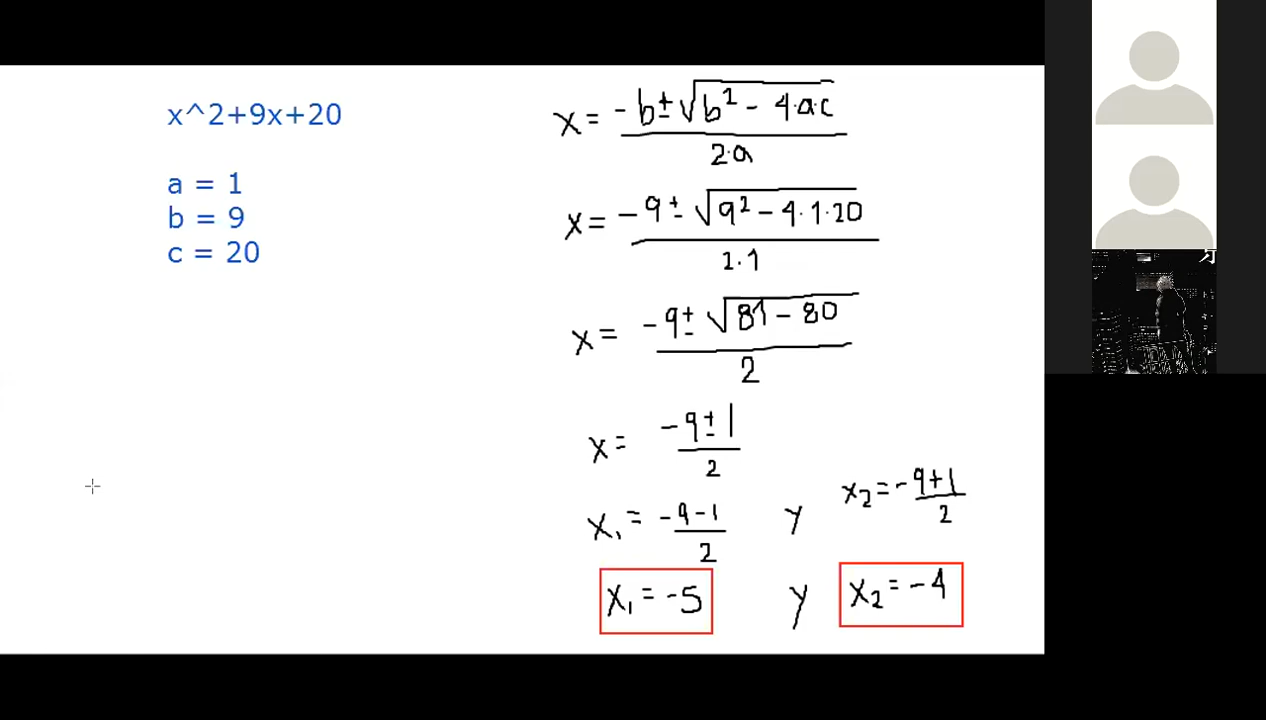 x^2+9x+20
a = 1
b = 9
c = 20
x = -b ± √(b² - 4·a·c) / 2·a
x = -9 ± √(9² - 4·1·20) / 2·1
x = -9 ± √(81 - 80) / 2
x = -9 ± 1 / 2
x₁ = -9 - 1 / 2 y x₂ = -9 + 1 / 2
x₁ = -5 y x₂ = -4